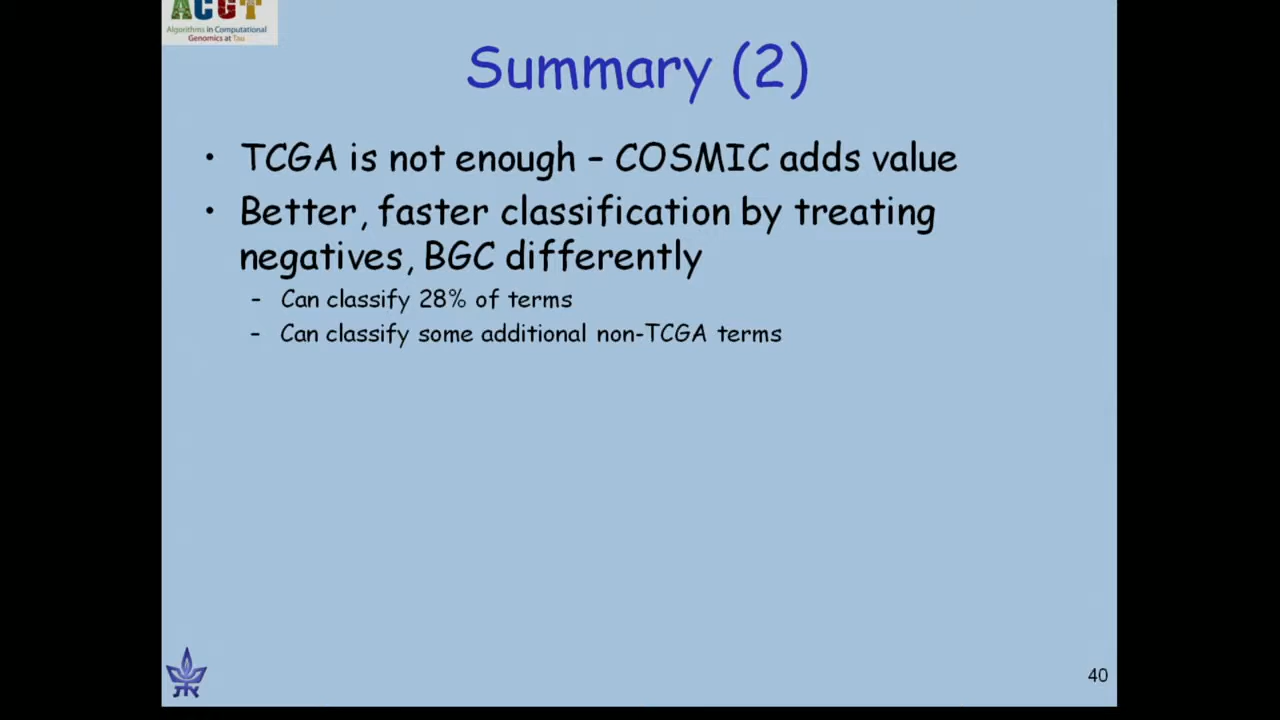 ACGT
Algorithms in Computational
Genomics at Tau
Summary (2)
• TCGA is not enough – COSMIC adds value
• Better, faster classification by treating
negatives, BGC differently
– Can classify 28% of terms
– Can classify some additional non-TCGA terms
40